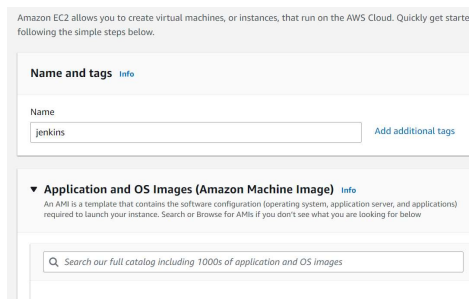 Amazon EC2 allows you to create virtual machines, or instances, that run on the AWS Cloud. Quickly get starte
following the simple steps below.
Name and tags Info
Name
jenkins Add additional tags
Application and OS Images (Amazon Machine Image) Info
An AMI is a template that contains the software configuration (operating system, application server, and applications)
required to launch your instance. Search or Browse for AMIs if you don't see what you are looking for below
Search our full catalog including 1000s of application and OS images